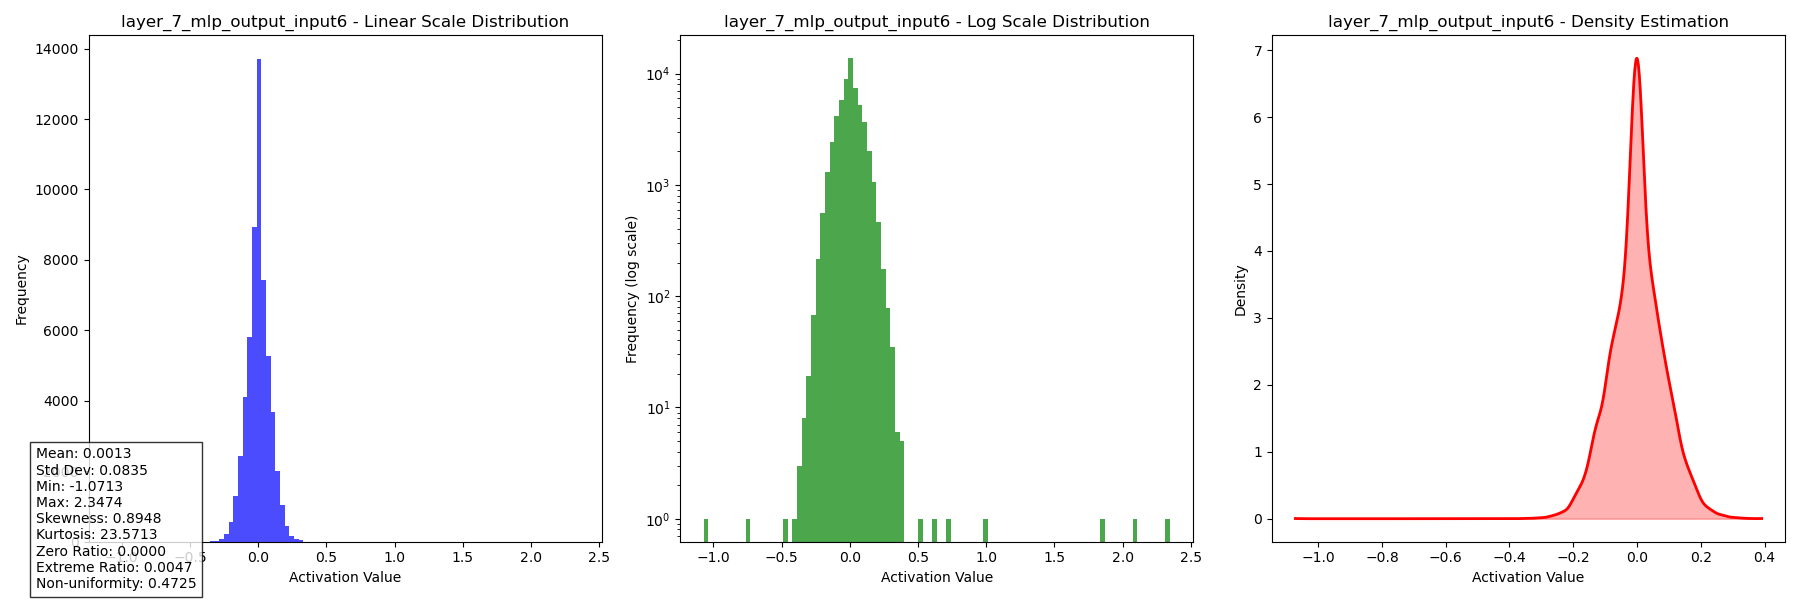 layer_7_mlp_output_input6 - Linear Scale Distribution
14000
12000
10000
8000
6000
4000
Frequency
Mean: 0.0013
Std Dev: 0.0835
Min: -1.0713
Max: 2.3474
Skewness: 0.8948
Kurtosis: 23.5713
Zero Ratio: 0.0000
Extreme Ratio: 0.0047
Non-uniformity: 0.4725
−1.0 −0.5 0.0 0.5 1.0 1.5 2.0 2.5
Activation Value
layer_7_mlp_output_input6 - Log Scale Distribution
10⁴
10³
10²
10¹
10⁰
Frequency (log scale)
−1.0 −0.5 0.0 0.5 1.0 1.5 2.0 2.5
Activation Value
layer_7_mlp_output_input6 - Density Estimation
7
6
5
4
3
2
1
0
Density
−1.0 −0.8 −0.6 −0.4 −0.2 0.0 0.2 0.4
Activation Value